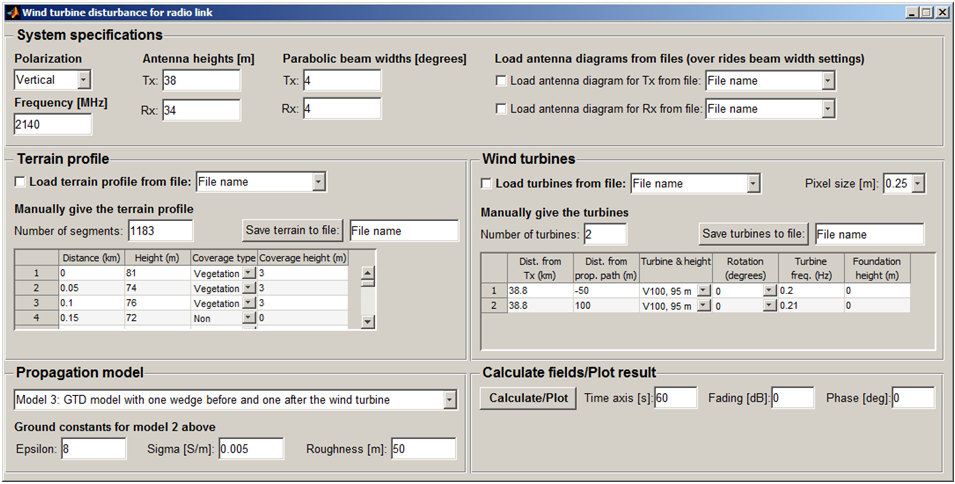 Wind turbine disturbance for radio link
System specifications
Polarization
Vertical
Frequency [MHz]
2140
Antenna heights [m]
Tx: 38
Rx: 34
Parabolic beam widths [degrees]
Tx: 4
Rx: 4
Load antenna diagrams from files (over rides beam width settings)
Load antenna diagram for Tx from file: File name
Load antenna diagram for Rx from file: File name
Terrain profile
Load terrain profile from file: File name
Manually give the terrain profile
Number of segments: 1183 Save terrain to file: File name
Distance (km) Height (m) Coverage type Coverage height (m)
1 0 81 Vegetation 3
2 0.05 74 Vegetation 3
3 0.1 76 Vegetation 3
4 0.15 72 Non 0
Wind turbines
Load turbines from file: File name Pixel size [m]: 0.25
Manually give the turbines
Number of turbines: 2 Save turbines to file: File name
Dist. from Dist. from Turbine & height Rotation Turbine Foundation
Tx (km) prop. path (m) (degrees) freq. (Hz) height (m)
1 38.8 -50 V100, 95 m 0 0.2 0
2 38.8 100 V100, 95 m 0 0.21 0
Propagation model
Model 3: GTD model with one wedge before and one after the wind turbine
Ground constants for model 2 above
Epsilon: 8 Sigma [S/m]: 0.005 Roughness [m]: 50
Calculate fields/Plot result
Calculate/Plot Time axis [s]: 60 Fading [dB]: 0 Phase [deg]: 0